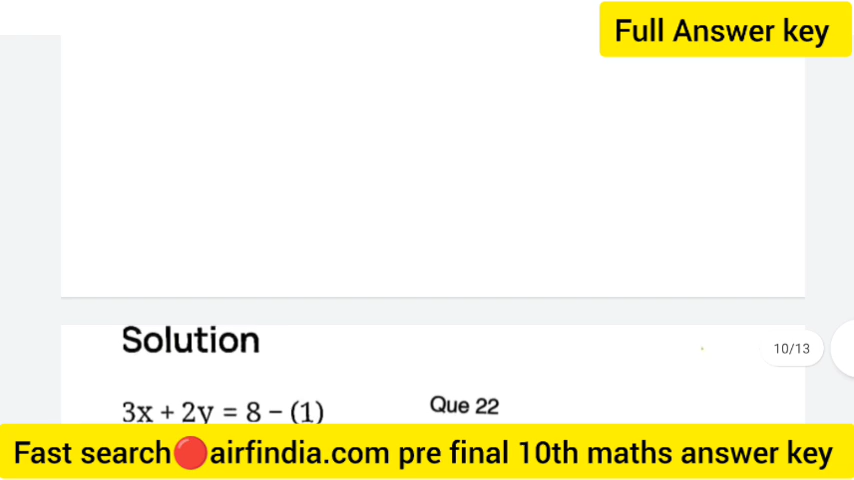 Full Answer key
Solution
10/13
3x + 2y = 8 – (1)
Que 22
Fast search🔴airfindia.com pre final 10th maths answer key